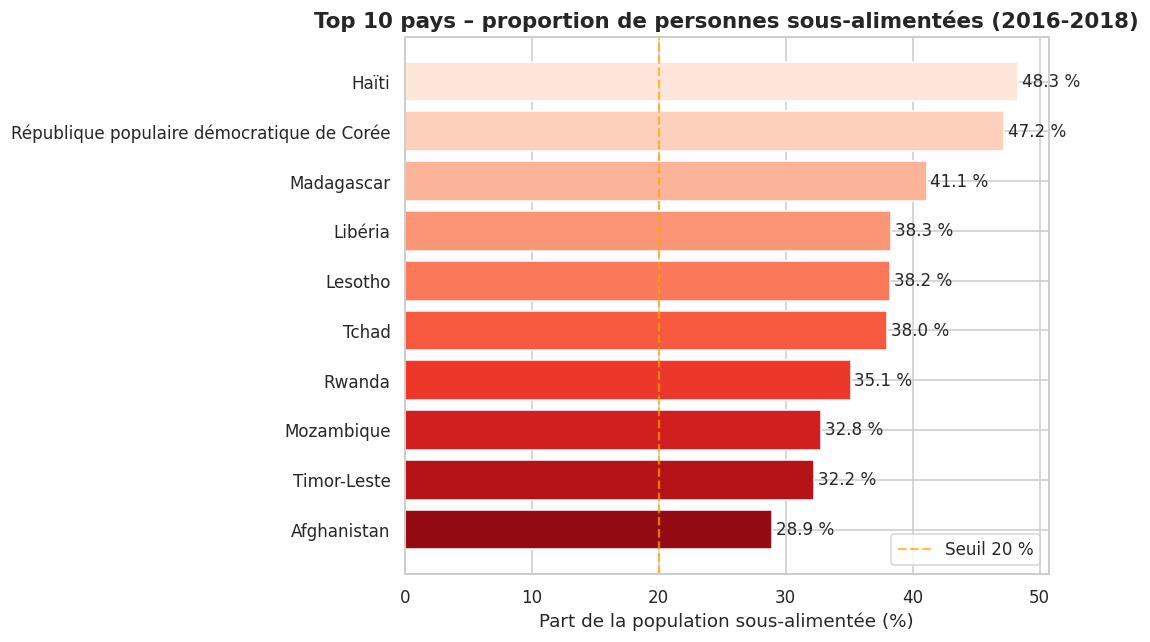 Top 10 pays – proportion de personnes sous-alimentées (2016-2018)
Haïti 48.3 %
République populaire démocratique de Corée 47.2 %
Madagascar 41.1 %
Libéria 38.3 %
Lesotho 38.2 %
Tchad 38.0 %
Rwanda 35.1 %
Mozambique 32.8 %
Timor-Leste 32.2 %
Afghanistan 28.9 %
Seuil 20 %
0 10 20 30 40 50
Part de la population sous-alimentée (%)